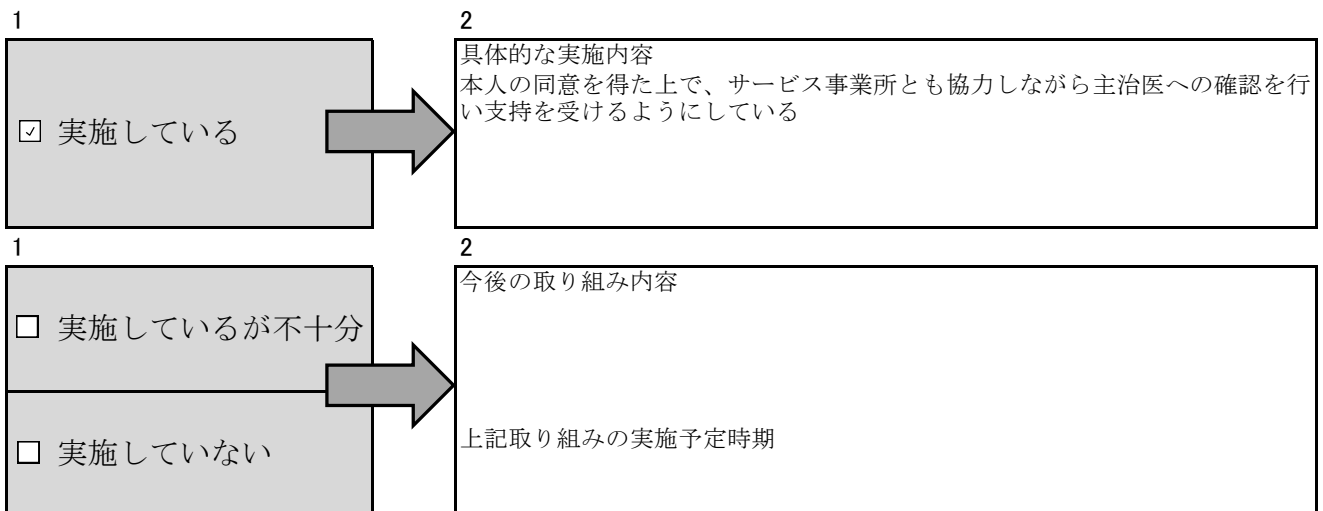 1
2
☑ 実施している
具体的な実施内容
本人の同意を得た上で、サービス事業所とも協力しながら主治医への確認を行
い支持を受けるようにしている
1
2
☐ 実施しているが不十分
☐ 実施していない
今後の取り組み内容
上記取り組みの実施予定時期